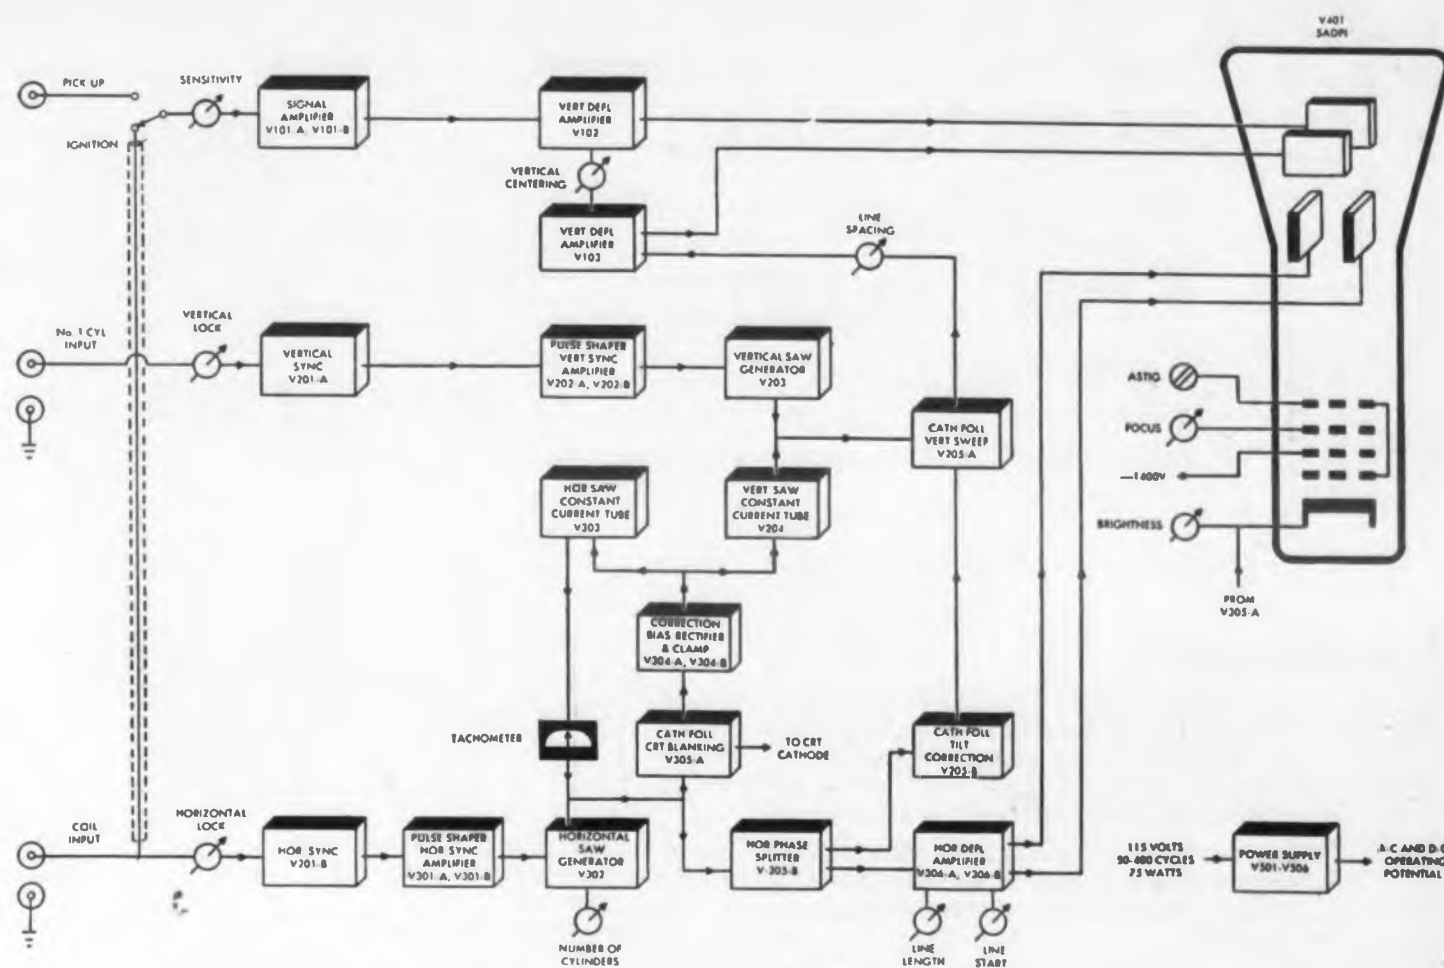 V401
5ADP1
PICK UP
SENSITIVITY
SIGNAL
AMPLIFIER
V101-A, V101-B
VERT DEFL
AMPLIFIER
V102
IGNITION
VERTICAL
CENTERING
VERT DEFL
AMPLIFIER
V103
LINE
SPACING
No. 1 CYL
INPUT
VERTICAL
LOCK
VERTICAL
SYNC
V201-A
PULSE SHAPER
VERT SYNC
AMPLIFIER
V202-A, V202-B
VERTICAL SAW
GENERATOR
V203
CATH FOLL
VERT SWEEP
V205-A
ASTIG
FOCUS
—1400V
BRIGHTNESS
FROM
V305-A
HOR SAW
CONSTANT
CURRENT TUBE
V303
VERT SAW
CONSTANT
CURRENT TUBE
V204
CORRECTION
BIAS RECTIFIER
& CLAMP
V304-A, V304-B
TACHOMETER
CATH FOLL
CRT BLANKING
V305-A
TO CRT
CATHODE
CATH FOLL
TILT
CORRECTION
V205-B
COIL
INPUT
HORIZONTAL
LOCK
HOR SYNC
V201-B
PULSE SHAPER
HOR SYNC
AMPLIFIER
V301-A, V301-B
HORIZONTAL
SAW
GENERATOR
V302
NUMBER OF
CYLINDERS
HOR PHASE
SPLITTER
V-305-B
HOR DEFL
AMPLIFIER
V306-A, V306-B
LINE
LENGTH
LINE
START
115 VOLTS
50-400 CYCLES
75 WATTS
POWER SUPPLY
V501-V506
A-C AND D-C
OPERATING
POTENTIAL